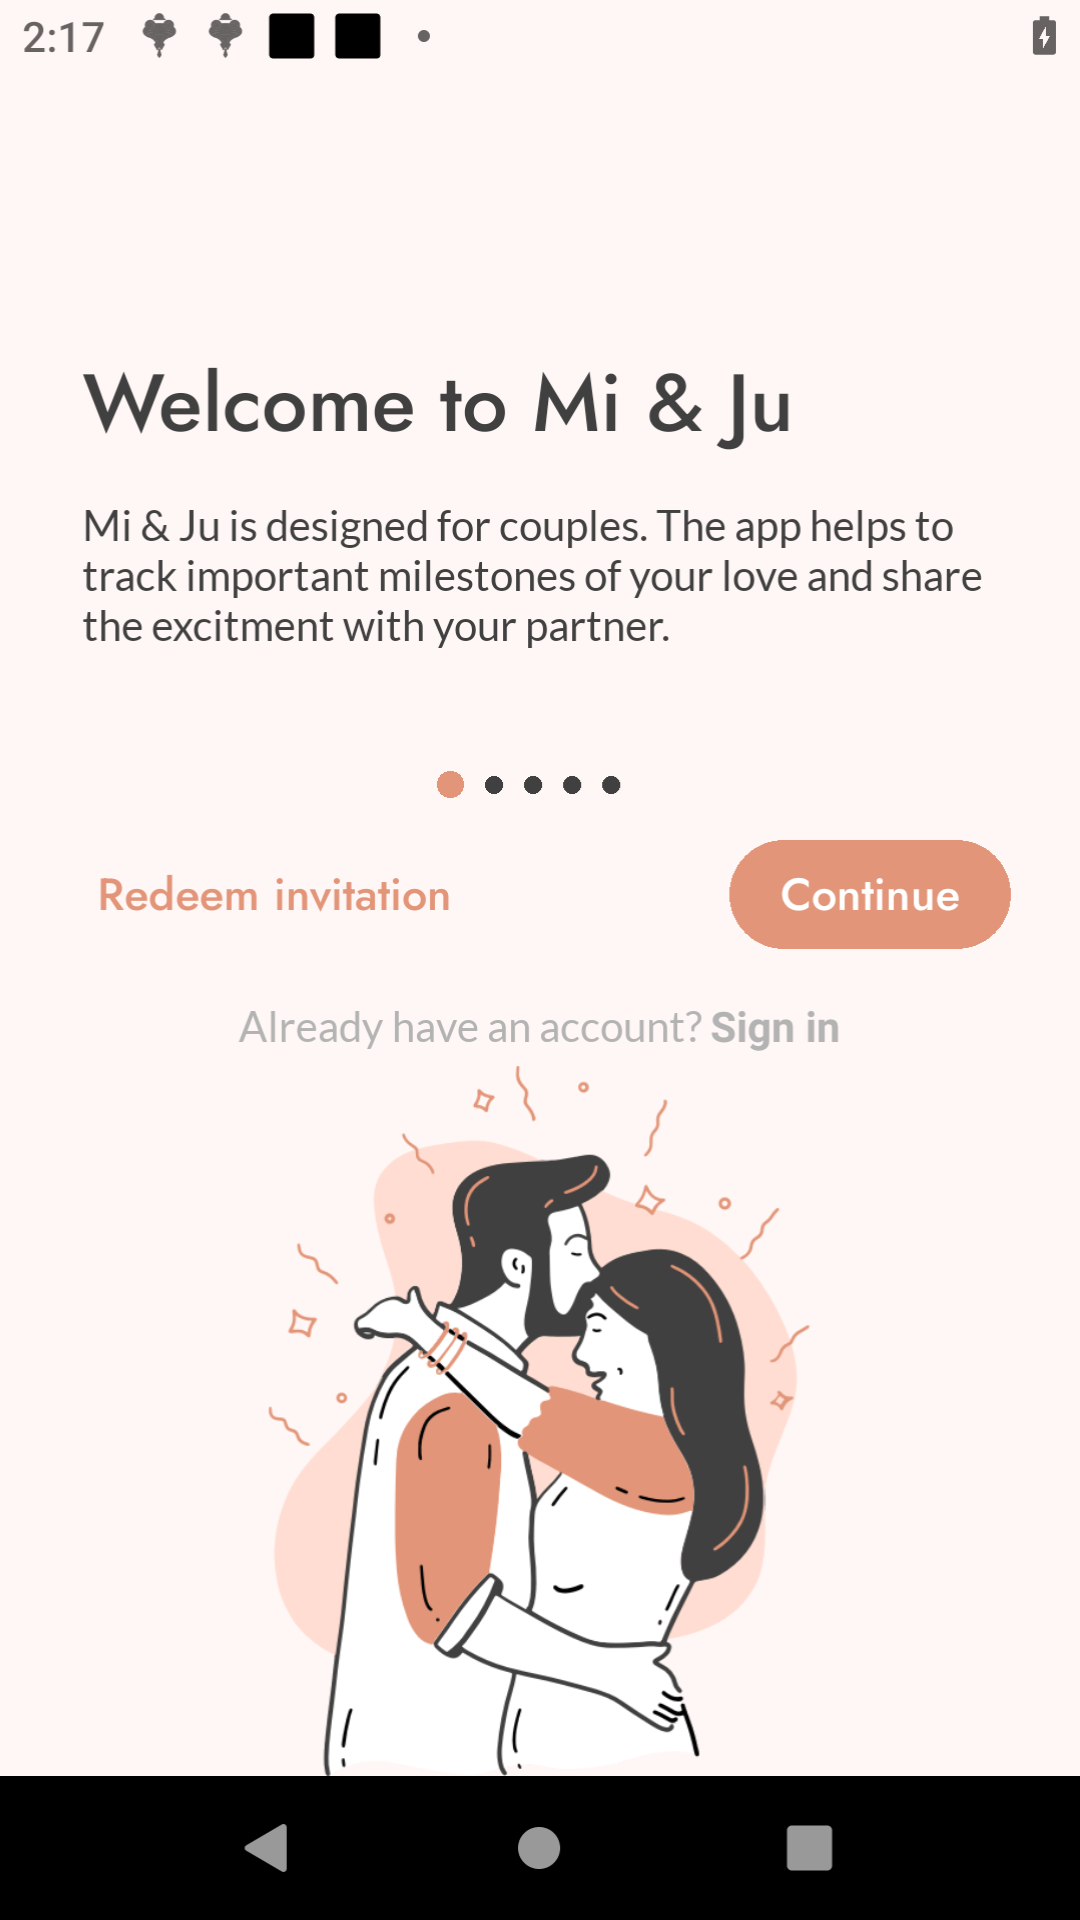 2:17
Welcome to Mi & Ju
Mi & Ju is designed for couples. The app helps to
track important milestones of your love and share
the excitment with your partner.
Redeem invitation
Continue
Already have an account? Sign in